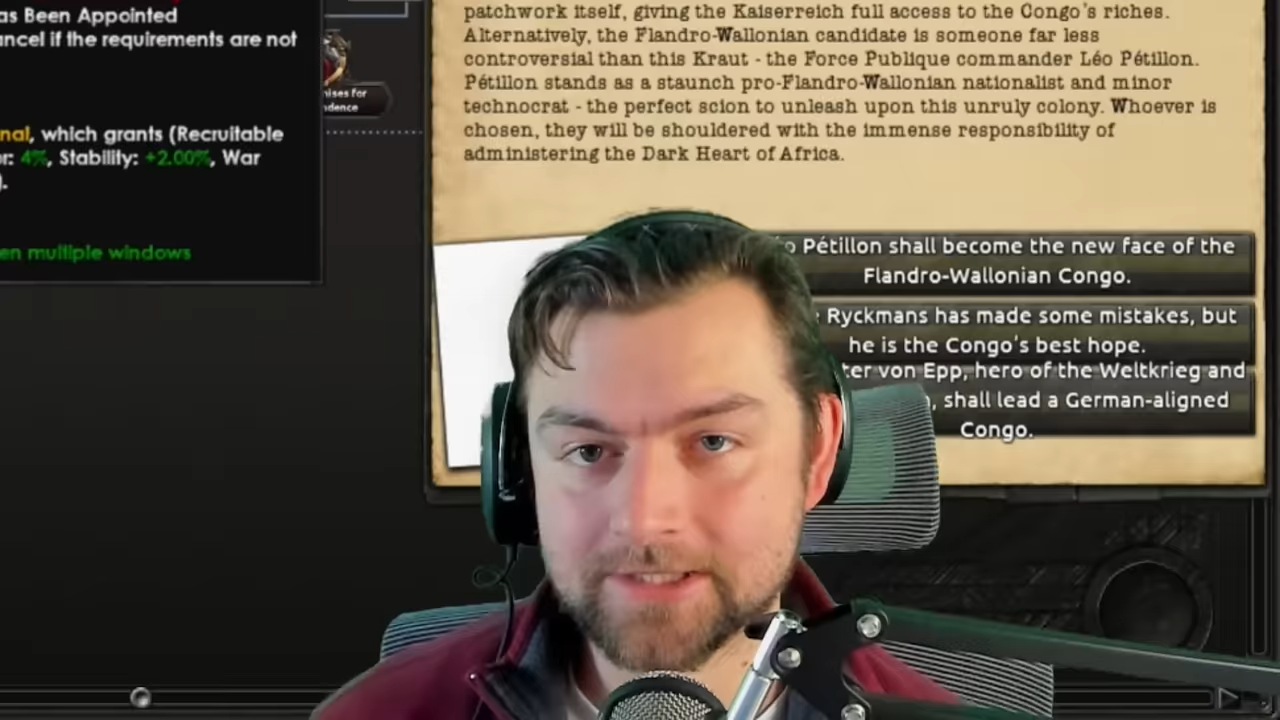 as Been Appointed
ancel if the requirements are not
nal, which grants (Recruitable
r: 4%, Stability: +2.00%, War
).
en multiple windows
ises for
dence
patchwork itself, giving the Kaiserreich full access to the Congo's riches.
Alternatively, the Flandro-Wallonian candidate is someone far less
controversial than this Kraut - the Force Publique commander Léo Pétillon.
Pétillon stands as a staunch pro-Flandro-Wallonian nationalist and minor
technocrat - the perfect scion to unleash upon this unruly colony. Whoever is
chosen, they will be shouldered with the immense responsibility of
administering the Dark Heart of Africa.
o Pétillon shall become the new face of the
Flandro-Wallonian Congo.
Ryckmans has made some mistakes, but
he is the Congo's best hope.
ter von Epp, hero of the Weltkrieg and
, shall lead a German-aligned
Congo.